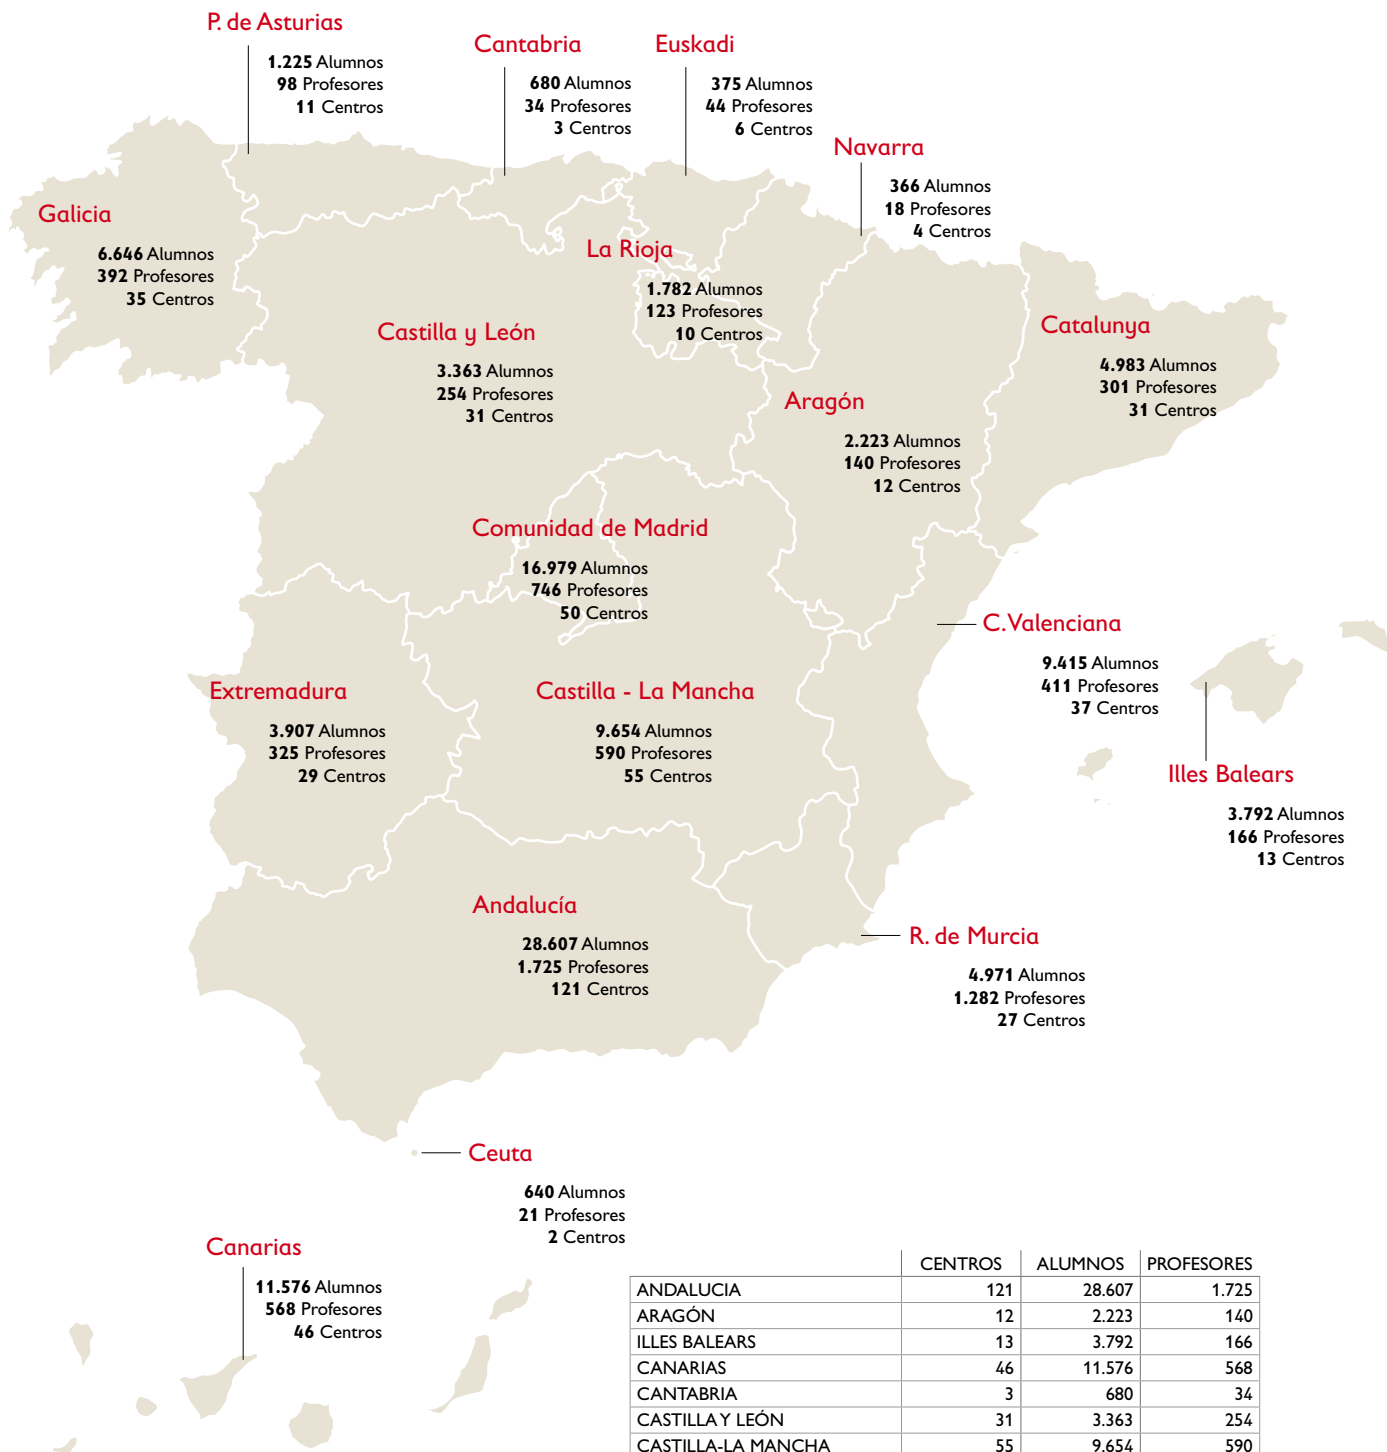 P. de Asturias
1.225 Alumnos
98 Profesores
11 Centros
Cantabria
680 Alumnos
34 Profesores
3 Centros
Euskadi
375 Alumnos
44 Profesores
6 Centros
Navarra
366 Alumnos
18 Profesores
4 Centros
Galicia
6.646 Alumnos
392 Profesores
35 Centros
La Rioja
1.782 Alumnos
123 Profesores
10 Centros
Castilla y León
3.363 Alumnos
254 Profesores
31 Centros
Catalunya
4.983 Alumnos
301 Profesores
31 Centros
Aragón
2.223 Alumnos
140 Profesores
12 Centros
Comunidad de Madrid
16.979 Alumnos
746 Profesores
50 Centros
C. Valenciana
9.415 Alumnos
411 Profesores
37 Centros
Extremadura
3.907 Alumnos
325 Profesores
29 Centros
Castilla - La Mancha
9.654 Alumnos
590 Profesores
55 Centros
Illes Balears
3.792 Alumnos
166 Profesores
13 Centros
Andalucía
28.607 Alumnos
1.725 Profesores
121 Centros
R. de Murcia
4.971 Alumnos
1.282 Profesores
27 Centros
Ceuta
640 Alumnos
21 Profesores
2 Centros
Canarias
11.576 Alumnos
568 Profesores
46 Centros
CENTROS ALUMNOS PROFESORES
ANDALUCIA 121 28.607 1.725
ARAGÓN 12 2.223 140
ILLES BALEARS 13 3.792 166
CANARIAS 46 11.576 568
CANTABRIA 3 680 34
CASTILLA Y LEÓN 31 3.363 254
CASTILLA-LA MANCHA 55 9.654 590